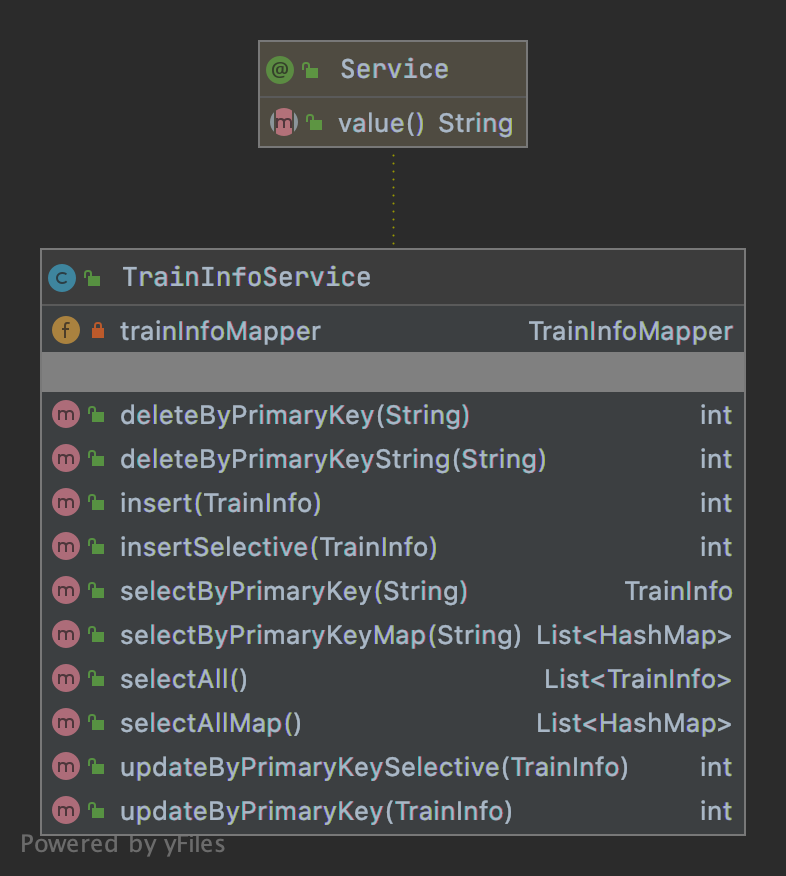 @ Service
m value() String
C TrainInfoService
f trainInfoMapper TrainInfoMapper
m deleteByPrimaryKey(String) int
m deleteByPrimaryKeyString(String) int
m insert(TrainInfo) int
m insertSelective(TrainInfo) int
m selectByPrimaryKey(String) TrainInfo
m selectByPrimaryKeyMap(String) List<HashMap>
m selectAll() List<TrainInfo>
m selectAllMap() List<HashMap>
m updateByPrimaryKeySelective(TrainInfo) int
m updateByPrimaryKey(TrainInfo) int
Powered by yFiles